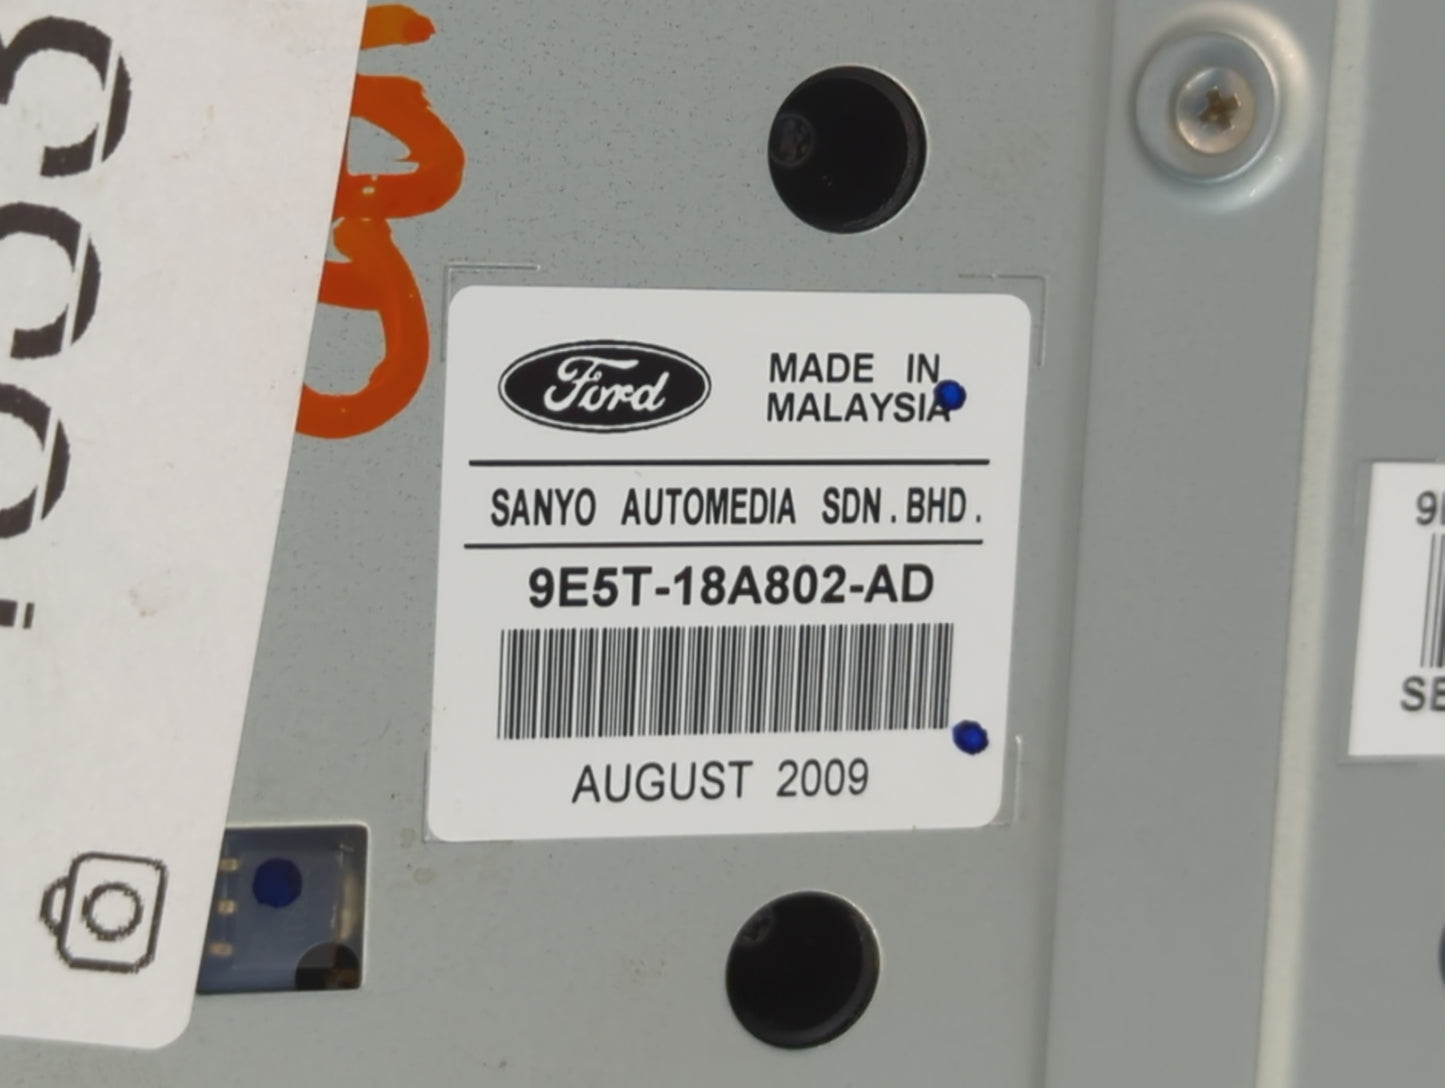 Ford
MADE IN
MALAYSIA
SANYO AUTOMEDIA SDN.BHD.
9E5T-18A802-AD
AUGUST 2009